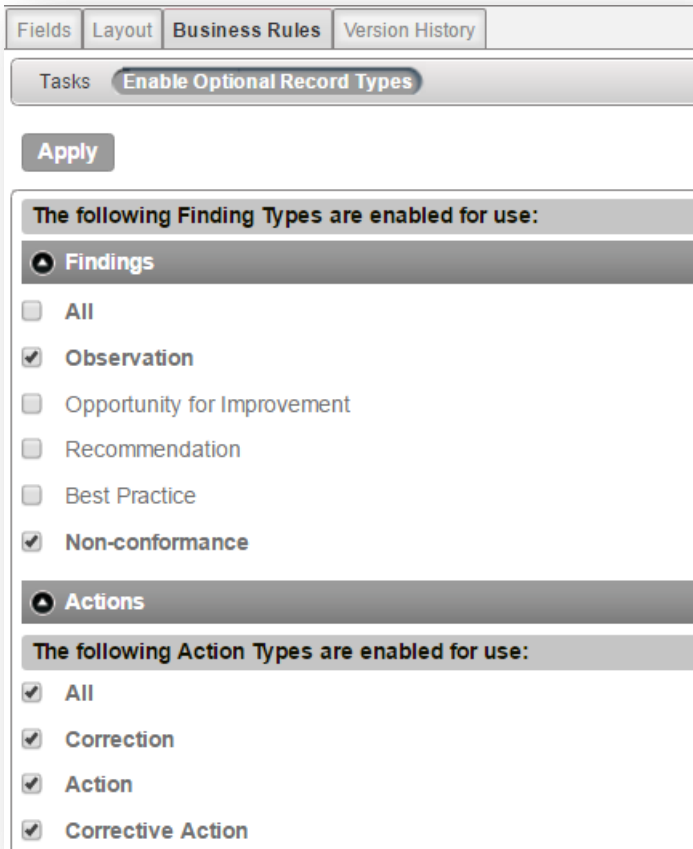 Fields Layout Business Rules Version History
Tasks Enable Optional Record Types
Apply
The following Finding Types are enabled for use:
Findings
All
Observation
Opportunity for Improvement
Recommendation
Best Practice
Non-conformance
Actions
The following Action Types are enabled for use:
All
Correction
Action
Corrective Action